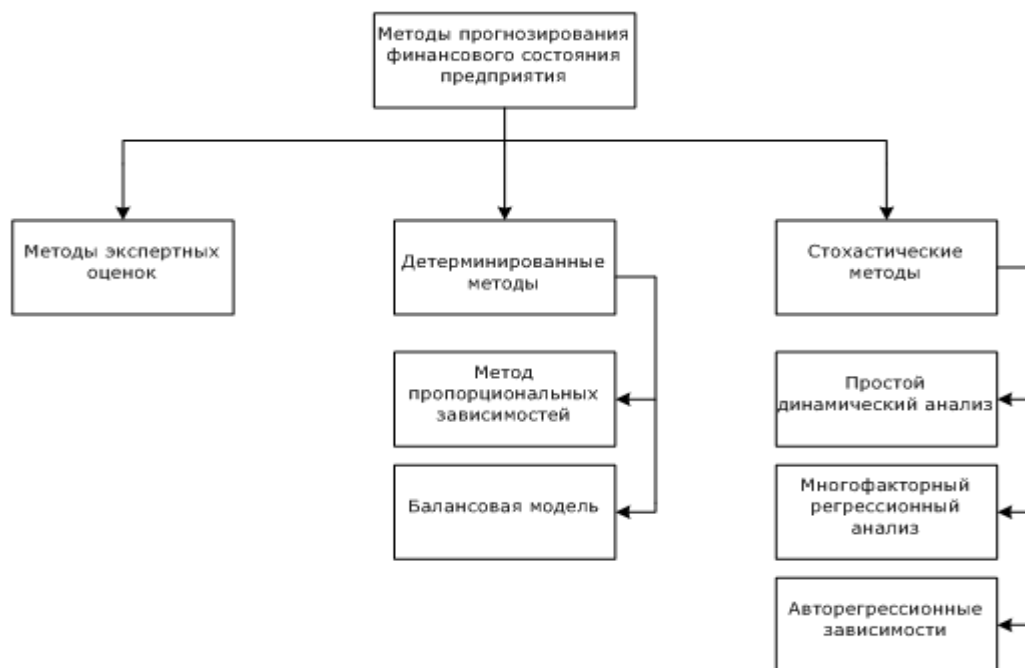 Методы прогнозирования
финансового состояния
предприятия
Методы экспертных
оценок
Детерминированные
методы
Стохастические
методы
Метод
пропорциональных
зависимостей
Простой
динамический анализ
Балансовая модель
Многофакторный
регрессионный
анализ
Авторегрессионные
зависимости